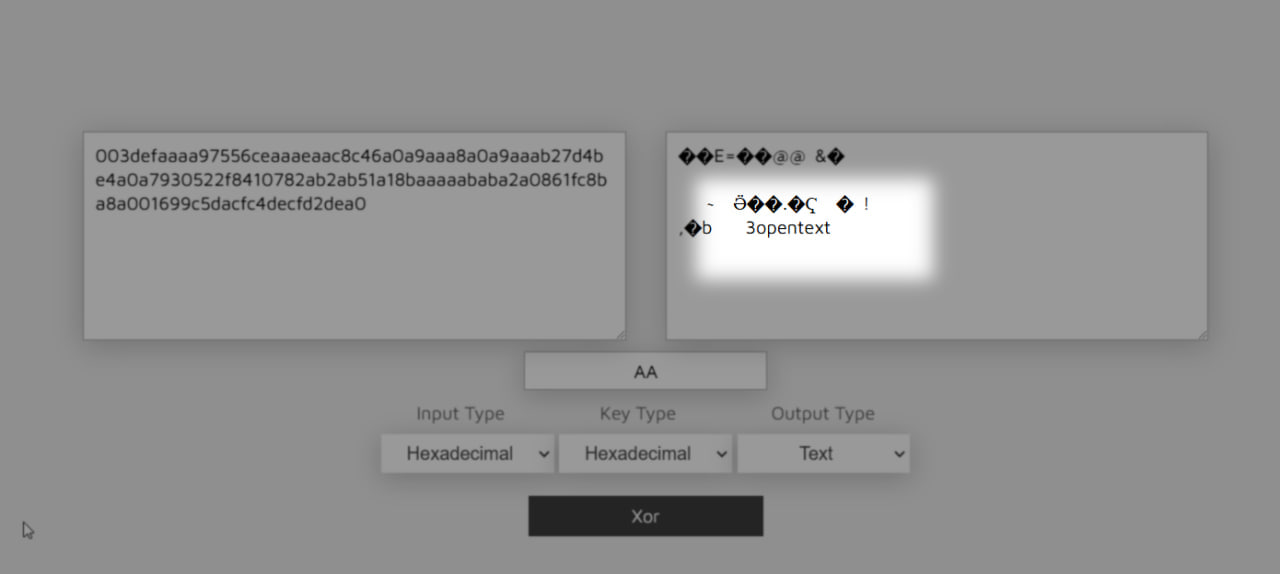 003defaaaa97556ceaaaeaac8c46a0a9aaa8a0a9aaab27d4b
e4a0a7930522f8410782ab2ab51a18baaaaababa2a0861fc8b
a8a001699c5dacfc4decfd2dea0
��E=��@@ &�
~ Ӛ��.�Ҫ � !
,�b 3opentext
AA
Input Type Key Type Output Type
Hexadecimal Hexadecimal Text
Xor